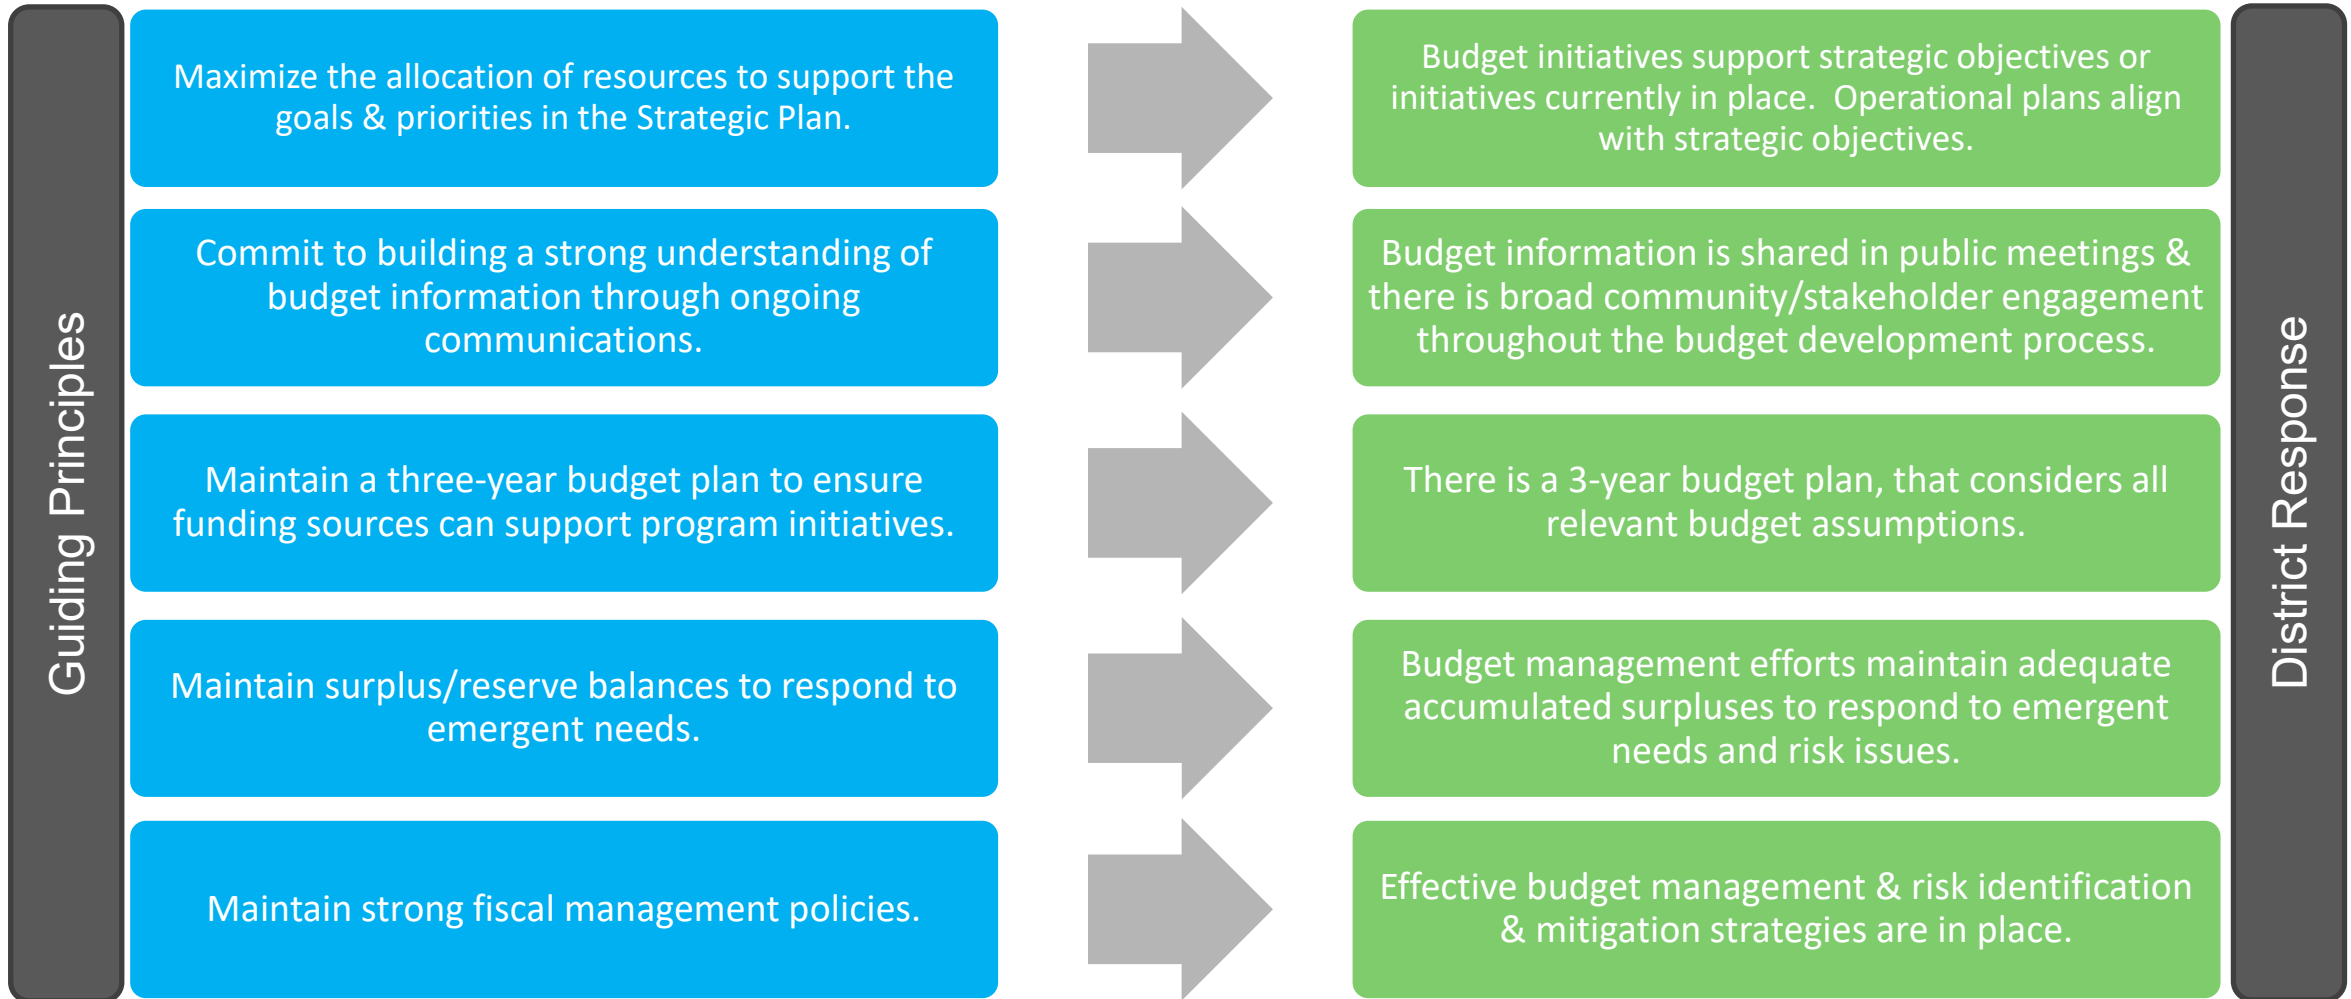 Guiding Principles
Maximize the allocation of resources to support the
goals & priorities in the Strategic Plan.
Budget initiatives support strategic objectives or
initiatives currently in place.  Operational plans align
with strategic objectives.
Commit to building a strong understanding of
budget information through ongoing
communications.
Budget information is shared in public meetings &
there is broad community/stakeholder engagement
throughout the budget development process.
Maintain a three-year budget plan to ensure
funding sources can support program initiatives.
There is a 3-year budget plan, that considers all
relevant budget assumptions.
Maintain surplus/reserve balances to respond to
emergent needs.
Budget management efforts maintain adequate
accumulated surpluses to respond to emergent
needs and risk issues.
Maintain strong fiscal management policies.
Effective budget management & risk identification
& mitigation strategies are in place.
District Response